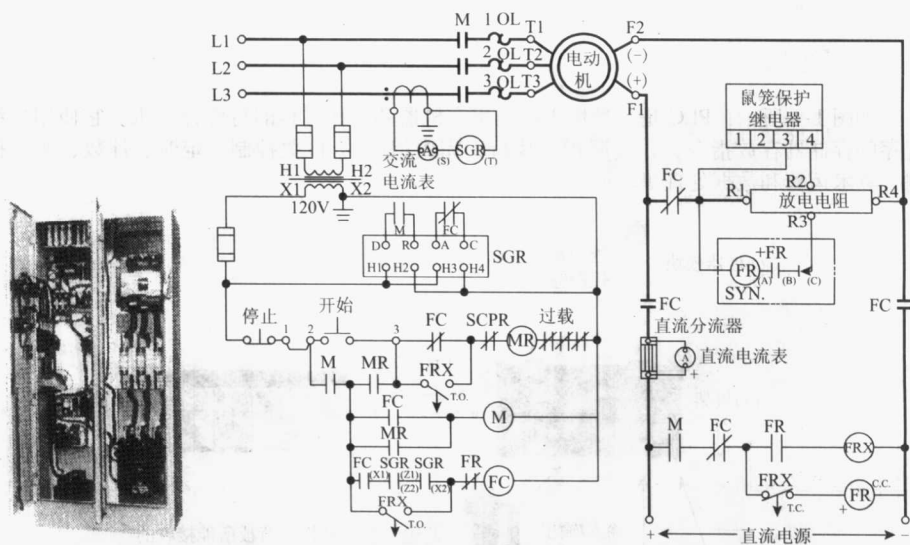 M 1 OL T1 F2
L1
L2 2 OL T2 电动机 (−)
L3 3 OL T3 (+)
F1
鼠笼保护
继电器
1 2 3 4
交流
电流表
(S) SGR (T)
H1 H2
X1 X2
120V
M FC
D R A C
H1 H2 H3 H4
SGR
FC R1 R2 R4
放电电阻
R3
+FR
FR (A) (B) (C)
SYN.
FC FC
直流分流器
直流电流表
+
停止 开始 FC SCPR 过载
1 2 3 MR
M MR FRX
T.O.
FC
M
MR
FC SGR SGR FR
(X1) (Z1) (Z2) (X2) FC
FRX
T.O.
M FC FR FRX
FRX C.C.
T.C. FR
+
+ 直流电源 −